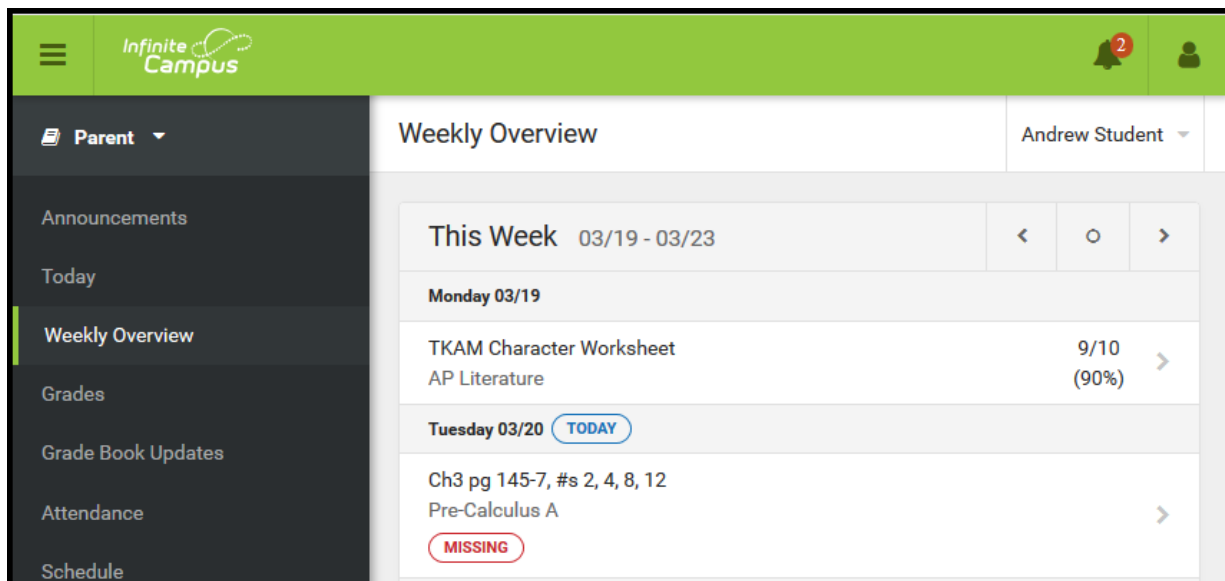 Infinite
Campus
2
Parent
Weekly Overview
Andrew Student
Announcements
Today
Weekly Overview
Grades
Grade Book Updates
Attendance
Schedule
This Week 03/19 - 03/23
Monday 03/19
TKAM Character Worksheet
AP Literature
9/10
(90%)
Tuesday 03/20 TODAY
Ch3 pg 145-7, #s 2, 4, 8, 12
Pre-Calculus A
MISSING